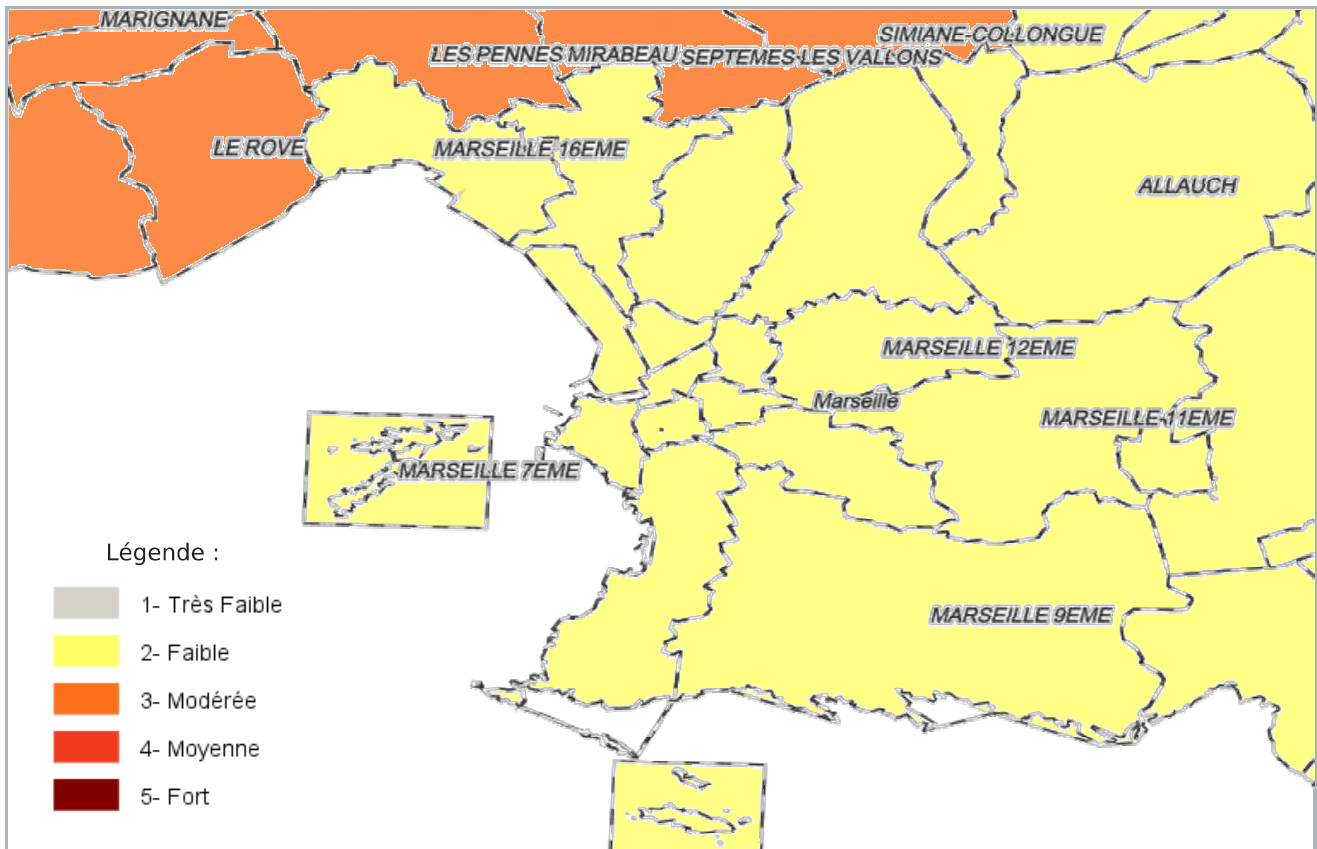 MARIGNANE
SIMIANE-COLLONGUE
LES PENNES MIRABEAU
SEPTEMES-LES VALLONS
LE ROVE
MARSEILLE 16EME
ALLAUCH
MARSEILLE 12EME
Marseille
MARSEILLE 11EME
MARSEILLE 7EME
Légende :
1- Très Faible
2- Faible
MARSEILLE 9EME
3- Modérée
4- Moyenne
5- Fort